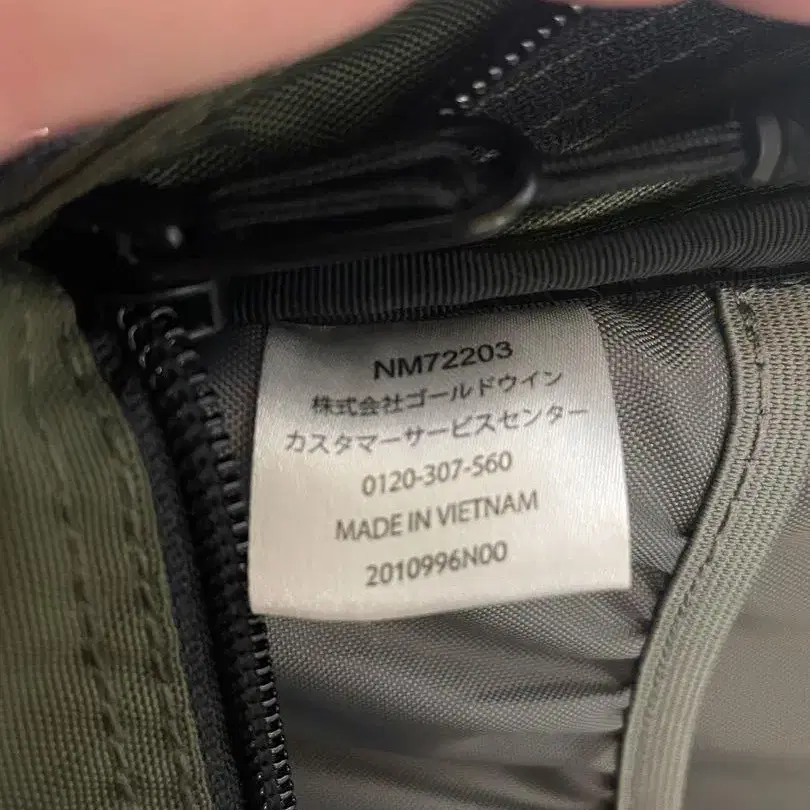 NM72203
株式会社ゴールドウイン
カスタマーサービスセンター
0120-307-560
MADE IN VIETNAM
2010996N00